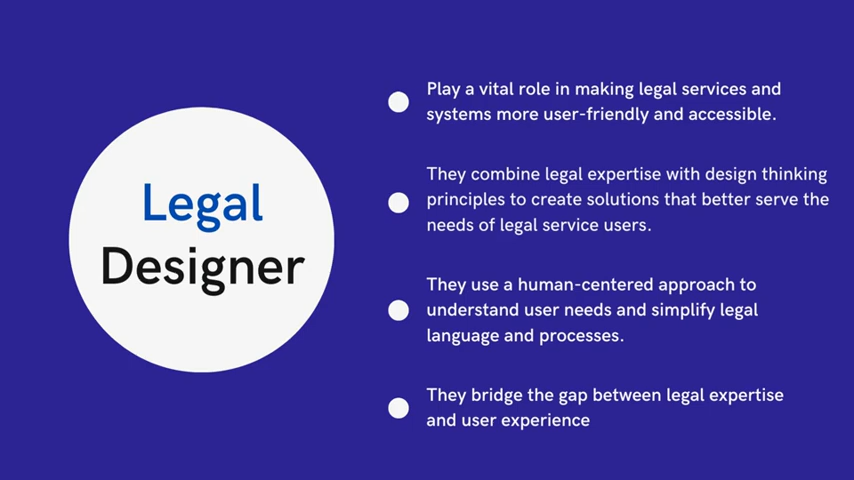 Legal
Designer
Play a vital role in making legal services and
systems more user-friendly and accessible.
They combine legal expertise with design thinking
principles to create solutions that better serve the
needs of legal service users.
They use a human-centered approach to
understand user needs and simplify legal
language and processes.
They bridge the gap between legal expertise
and user experience